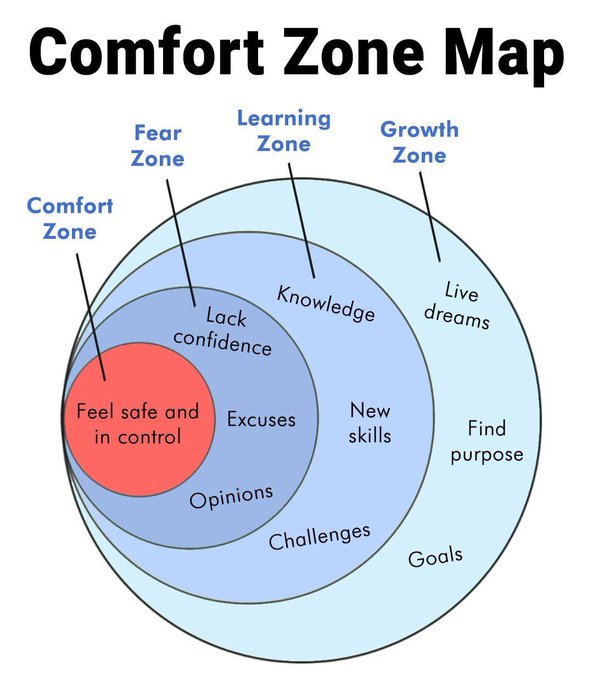 Comfort Zone Map
Comfort
Zone
Fear
Zone
Learning
Zone
Growth
Zone
Feel safe and
in control
Lack
confidence
Excuses
Opinions
Knowledge
New
skills
Challenges
Live
dreams
Find
purpose
Goals